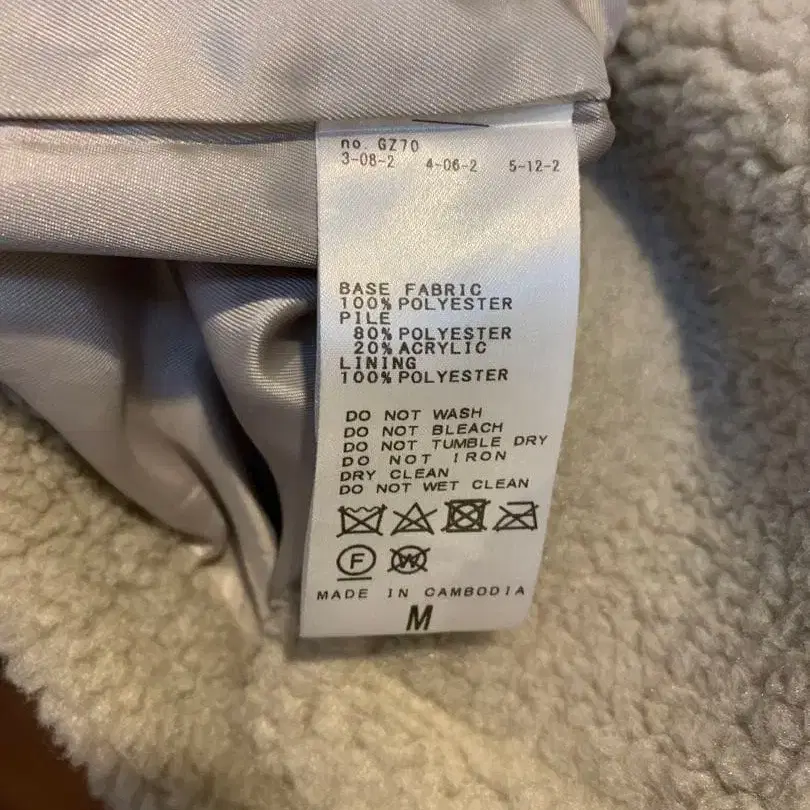 no. GZ70
3-08-2 4-06-2 5-12-2
BASE FABRIC
100% POLYESTER
PILE
80% POLYESTER
20% ACRYLIC
LINING
100% POLYESTER
DO NOT WASH
DO NOT BLEACH
DO NOT TUMBLE DRY
DO NOT IRON
DRY CLEAN
DO NOT WET CLEAN
F W
MADE IN CAMBODIA
M